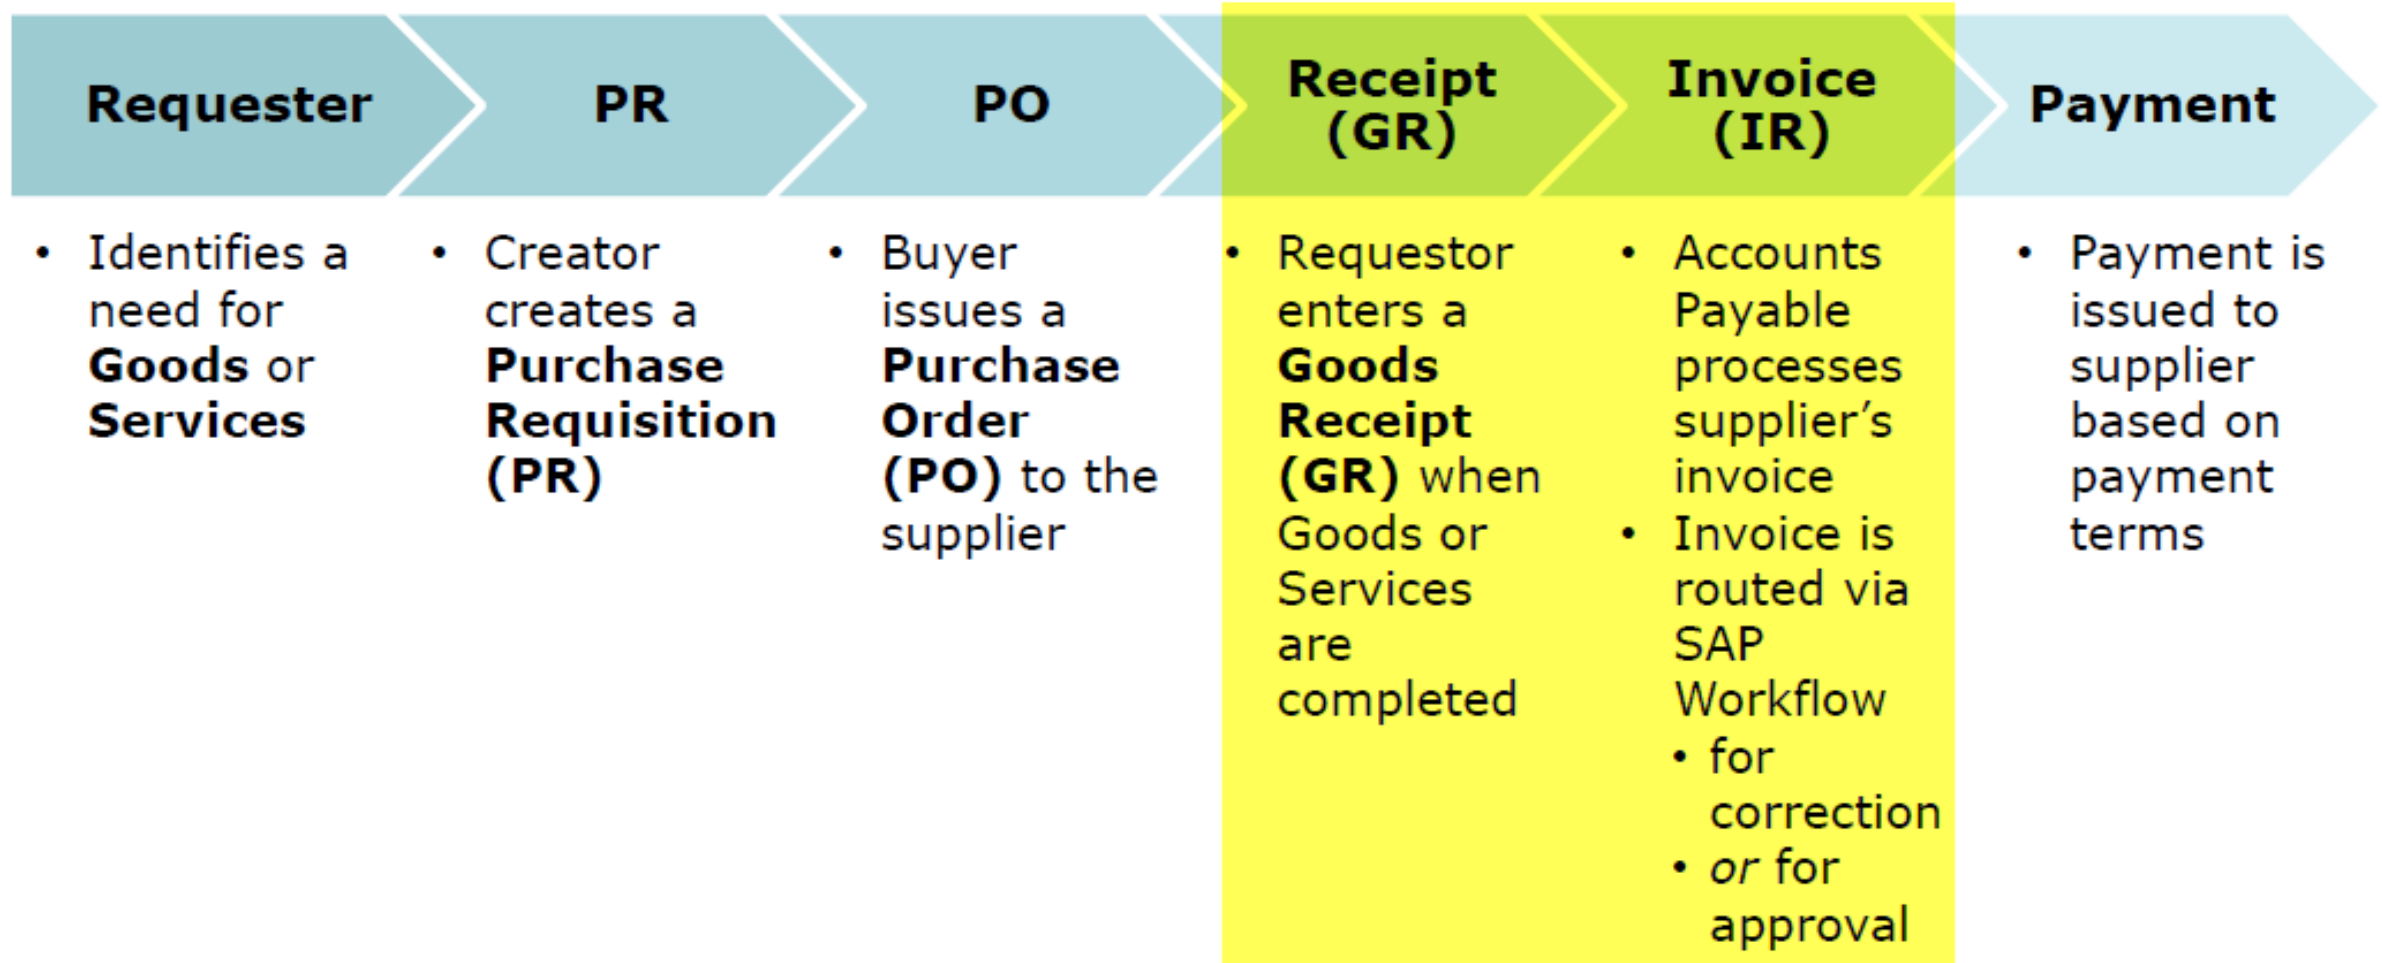 Requester
PR
PO
Receipt
(GR)
Invoice
(IR)
Payment
• Identifies a
need for
Goods or
Services
• Creator
creates a
Purchase
Requisition
(PR)
• Buyer
issues a
Purchase
Order
(PO) to the
supplier
• Requestor
enters a
Goods
Receipt
(GR) when
Goods or
Services
are
completed
• Accounts
Payable
processes
supplier’s
invoice
• Invoice is
routed via
SAP
Workflow
• for
correction
• or for
approval
• Payment is
issued to
supplier
based on
payment
terms